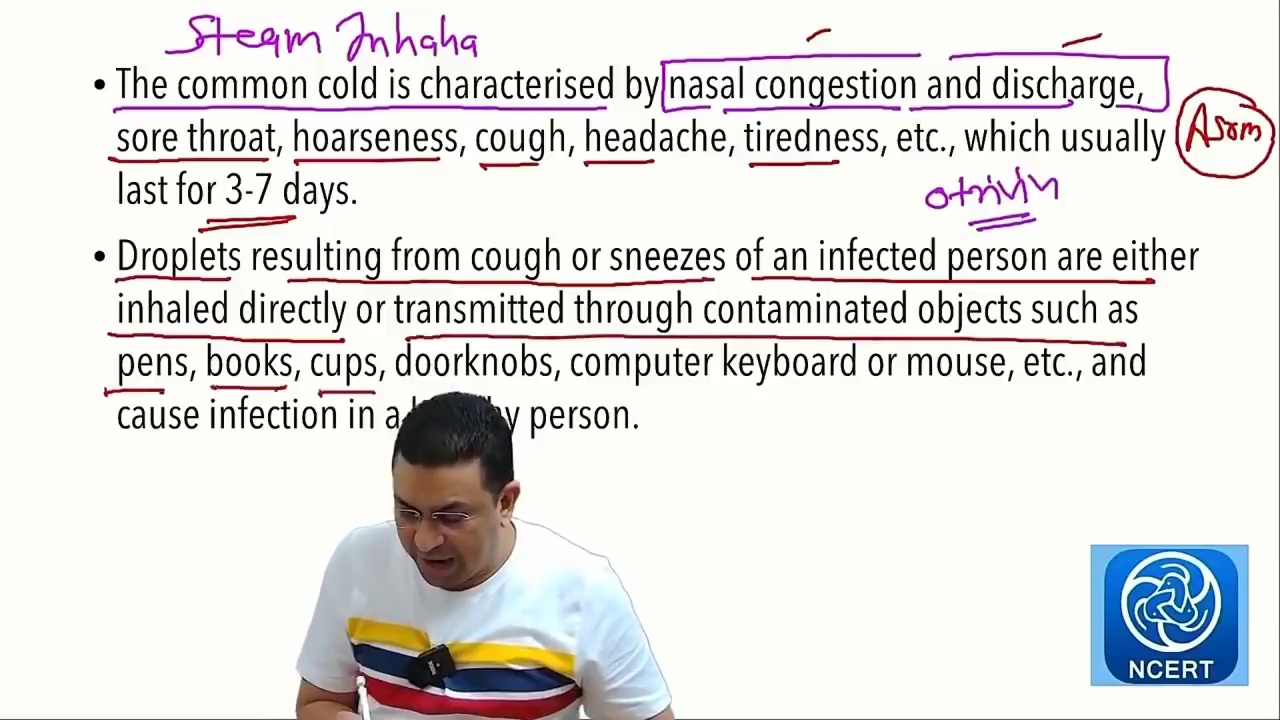 Steam Inhaha
• The common cold is characterised by nasal congestion and discharge,
sore throat, hoarseness, cough, headache, tiredness, etc., which usually
last for 3-7 days.
otrivin
• Droplets resulting from cough or sneezes of an infected person are either
inhaled directly or transmitted through contaminated objects such as
pens, books, cups, doorknobs, computer keyboard or mouse, etc., and
cause infection in a person.
NCERT